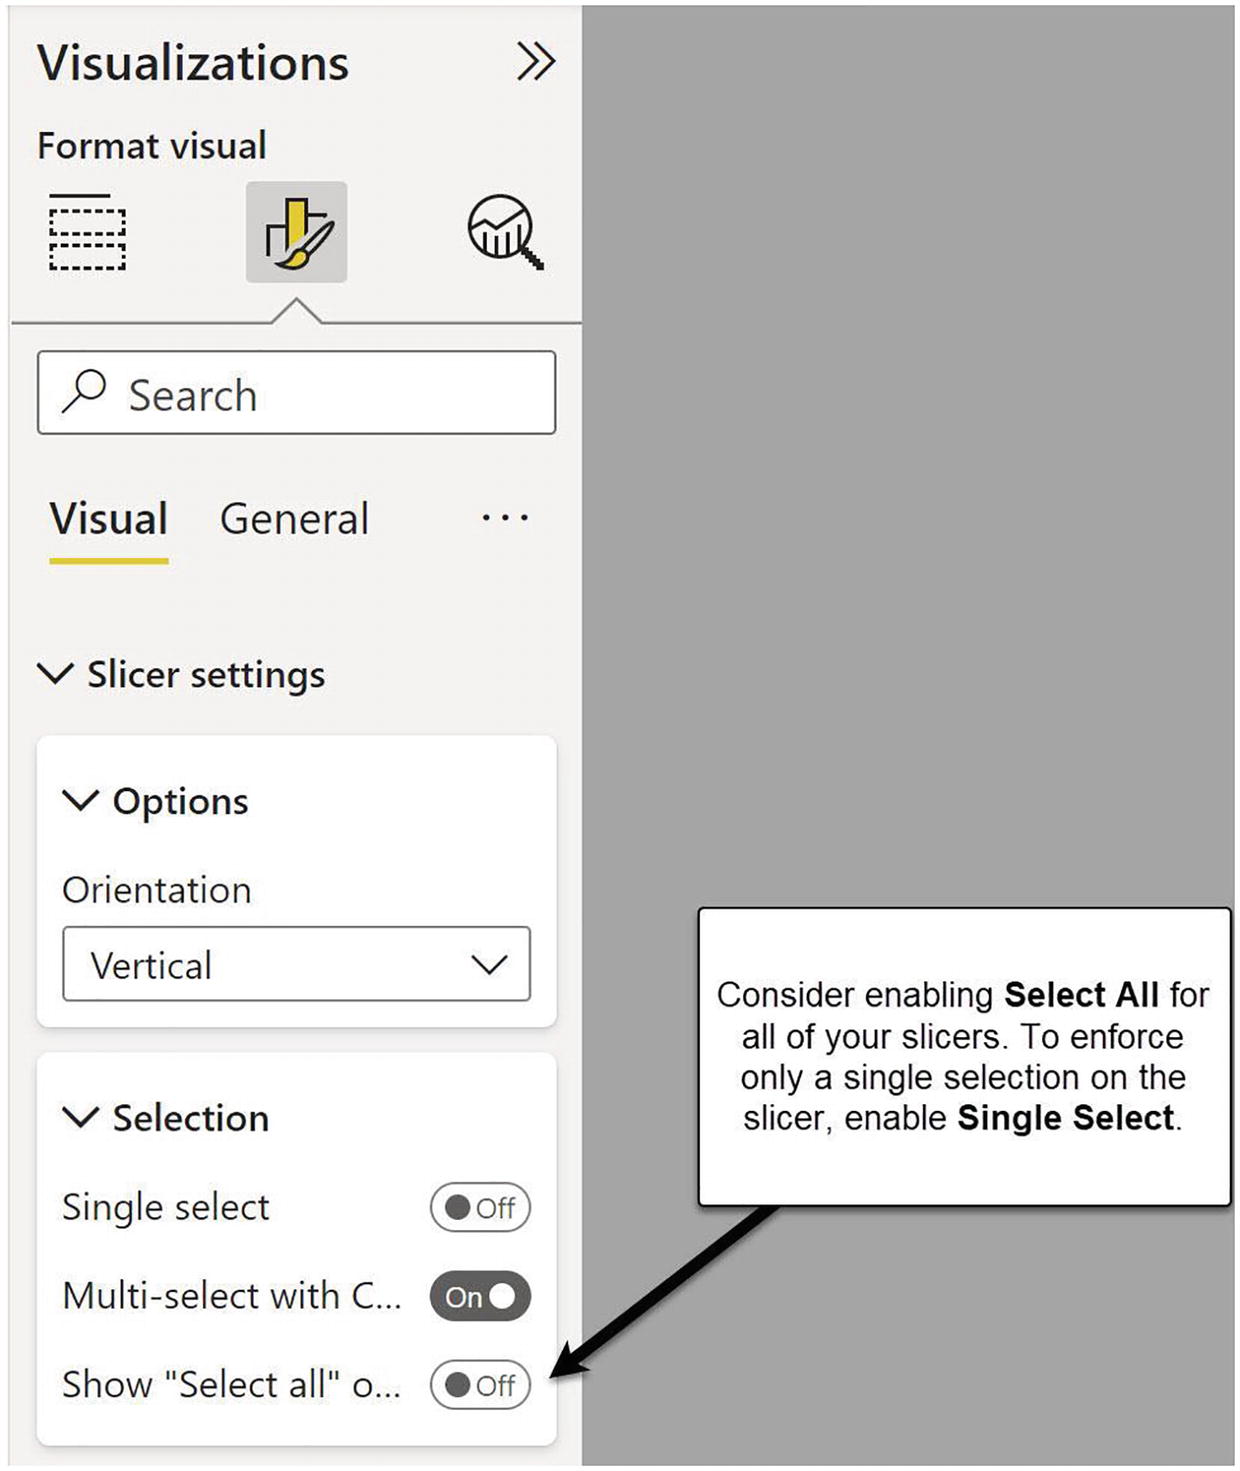 Visualizations
Format visual
Search
Visual General ...
Slicer settings
Options
Orientation
Vertical
Selection
Single select Off
Multi-select with C... On
Show "Select all" o... Off
Consider enabling Select All for
all of your slicers. To enforce
only a single selection on the
slicer, enable Single Select.